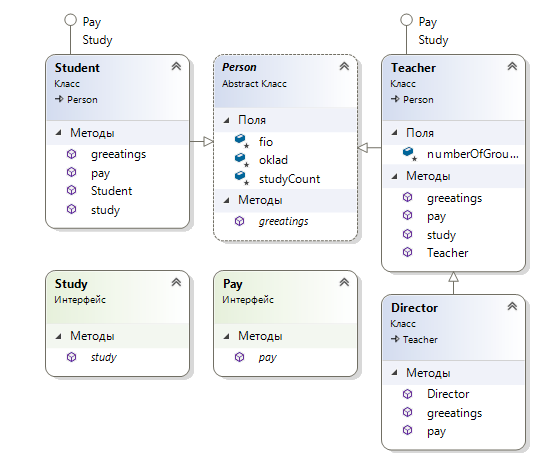 Pay
Study
Student
Класс
Person
Методы
greeatings
pay
Student
study
Person
Abstract Класс
Поля
fio
oklad
studyCount
Методы
greeatings
Pay
Study
Teacher
Класс
Person
Поля
numberOfGrou...
Методы
greeatings
pay
study
Teacher
Study
Интерфейс
Методы
study
Pay
Интерфейс
Методы
pay
Director
Класс
Teacher
Методы
Director
greeatings
pay